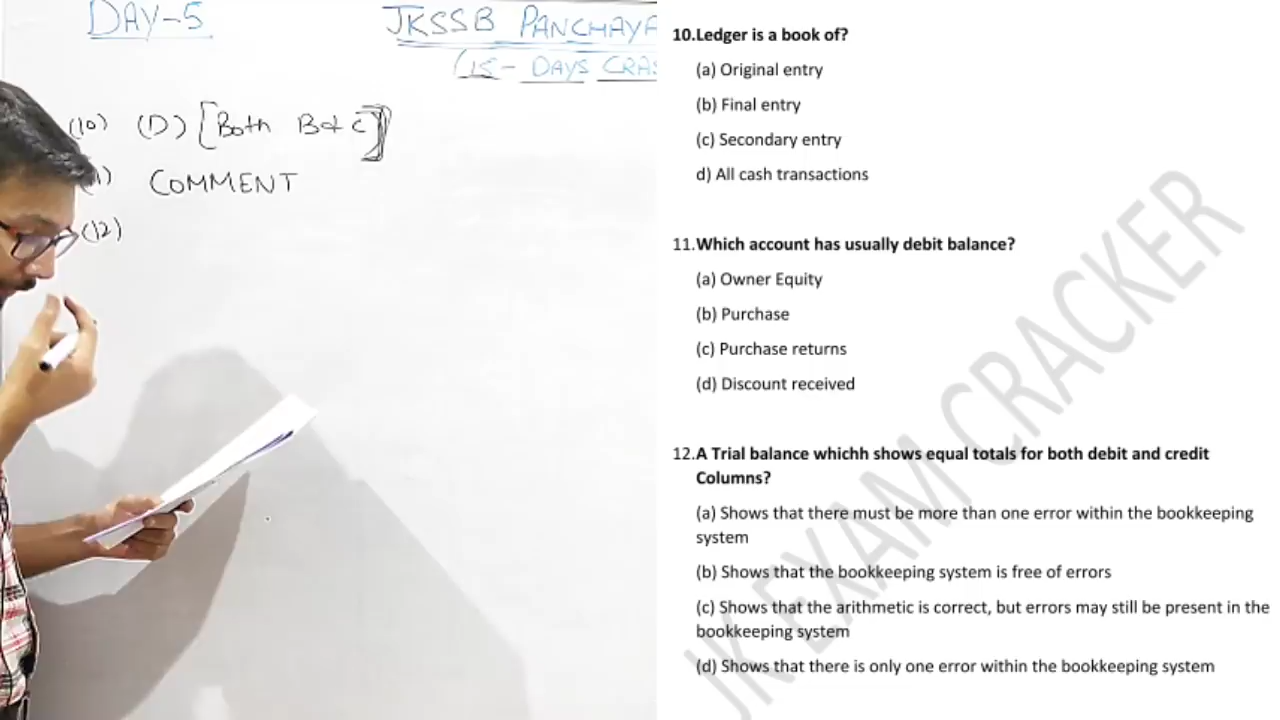 DAY-5
JKSSB PANCHAYA
(15- DAYS CRAS
(10) (D) [Both B & C]
1) COMMENT
(12)
10.Ledger is a book of?
(a) Original entry
(b) Final entry
(c) Secondary entry
d) All cash transactions
11.Which account has usually debit balance?
(a) Owner Equity
(b) Purchase
(c) Purchase returns
(d) Discount received
12.A Trial balance whichh shows equal totals for both debit and credit
Columns?
(a) Shows that there must be more than one error within the bookkeeping
system
(b) Shows that the bookkeeping system is free of errors
(c) Shows that the arithmetic is correct, but errors may still be present in the
bookkeeping system
(d) Shows that there is only one error within the bookkeeping system
JK EXAM CRACKER